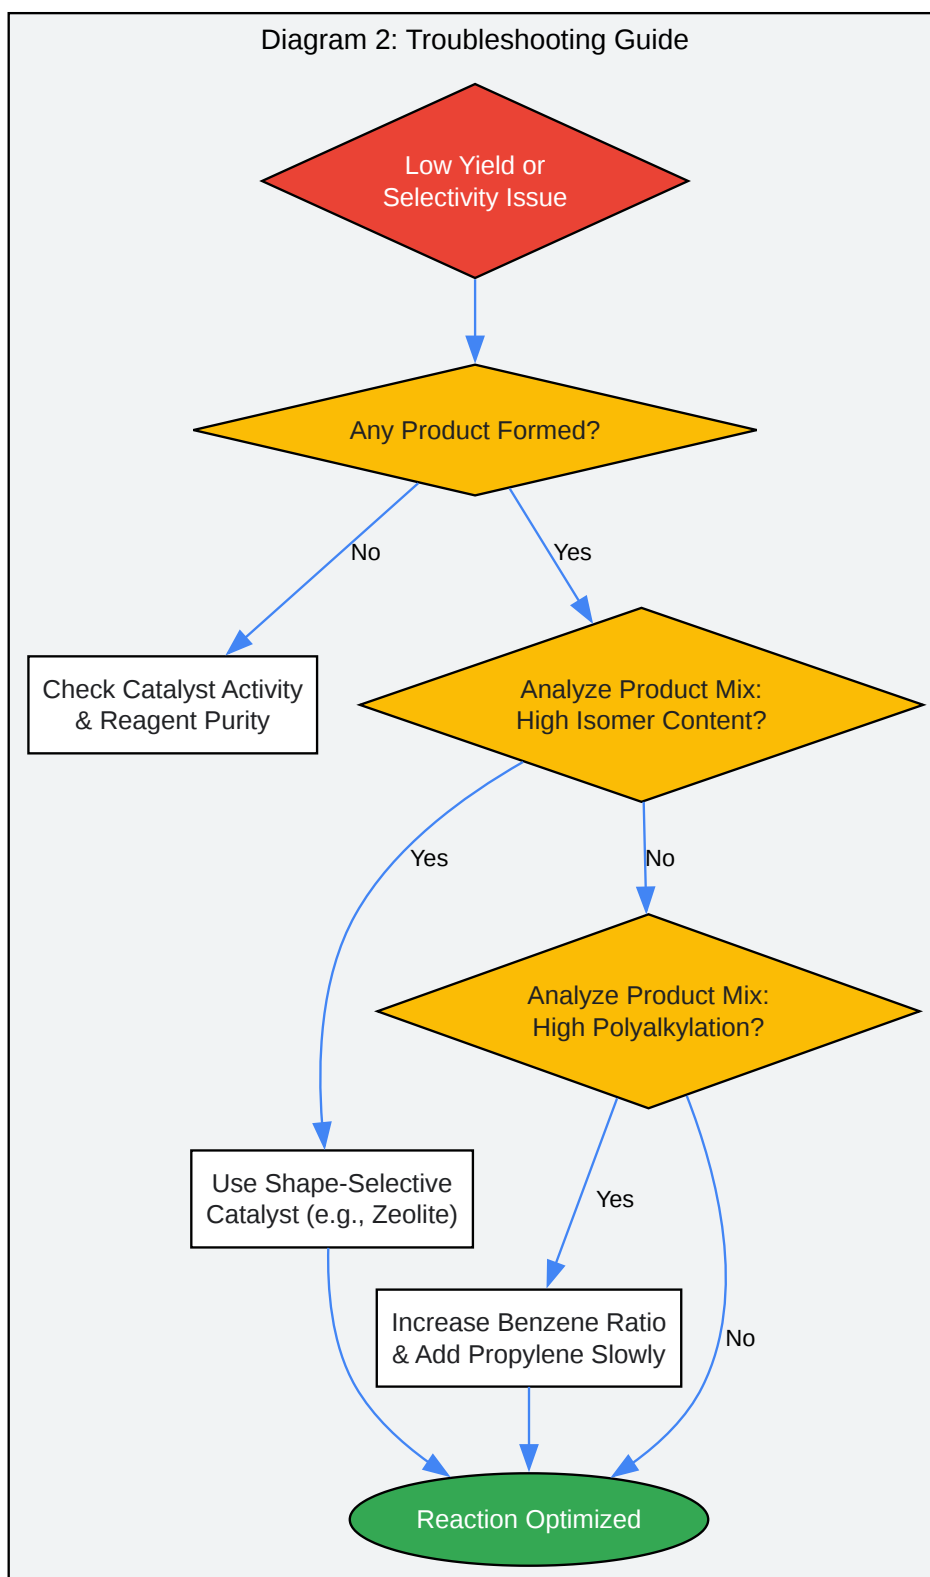 Diagram 2: Troubleshooting Guide
Low Yield or
Selectivity Issue
Any Product Formed?
No
Yes
Check Catalyst Activity
& Reagent Purity
Analyze Product Mix:
High Isomer Content?
Yes
No
Analyze Product Mix:
High Polyalkylation?
Use Shape-Selective
Catalyst (e.g., Zeolite)
Yes
No
Increase Benzene Ratio
& Add Propylene Slowly
Reaction Optimized